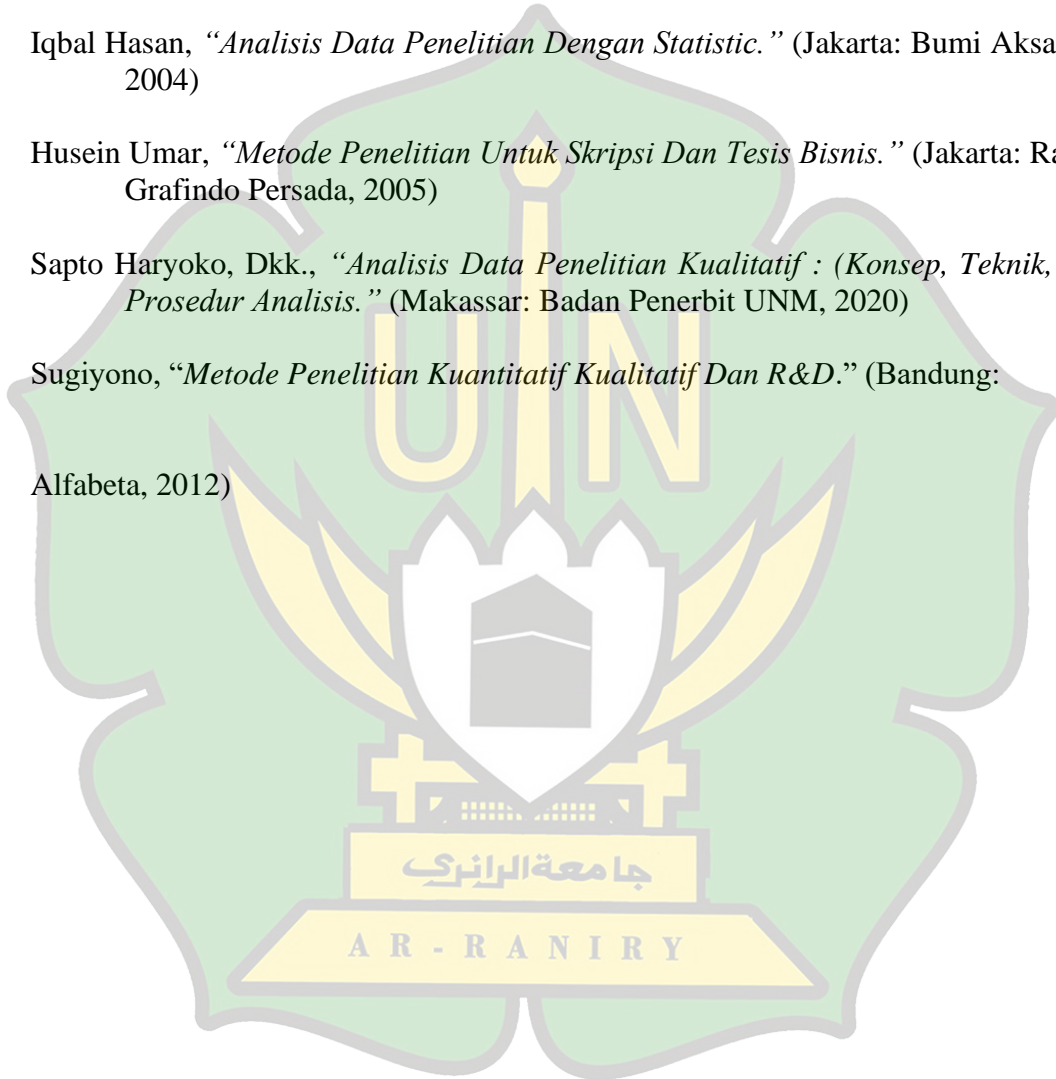 Iqbal Hasan, “Analisis Data Penelitian Dengan Statistic.” (Jakarta: Bumi Aksa
2004)
Husein Umar, “Metode Penelitian Untuk Skripsi Dan Tesis Bisnis.” (Jakarta: Ra
Grafindo Persada, 2005)
Sapto Haryoko, Dkk., “Analisis Data Penelitian Kualitatif : (Konsep, Teknik,
Prosedur Analisis.” (Makassar: Badan Penerbit UNM, 2020)
Sugiyono, “Metode Penelitian Kuantitatif Kualitatif Dan R&D.” (Bandung:
Alfabeta, 2012)
UIN
جامعة الرانري
AR-RANIRY